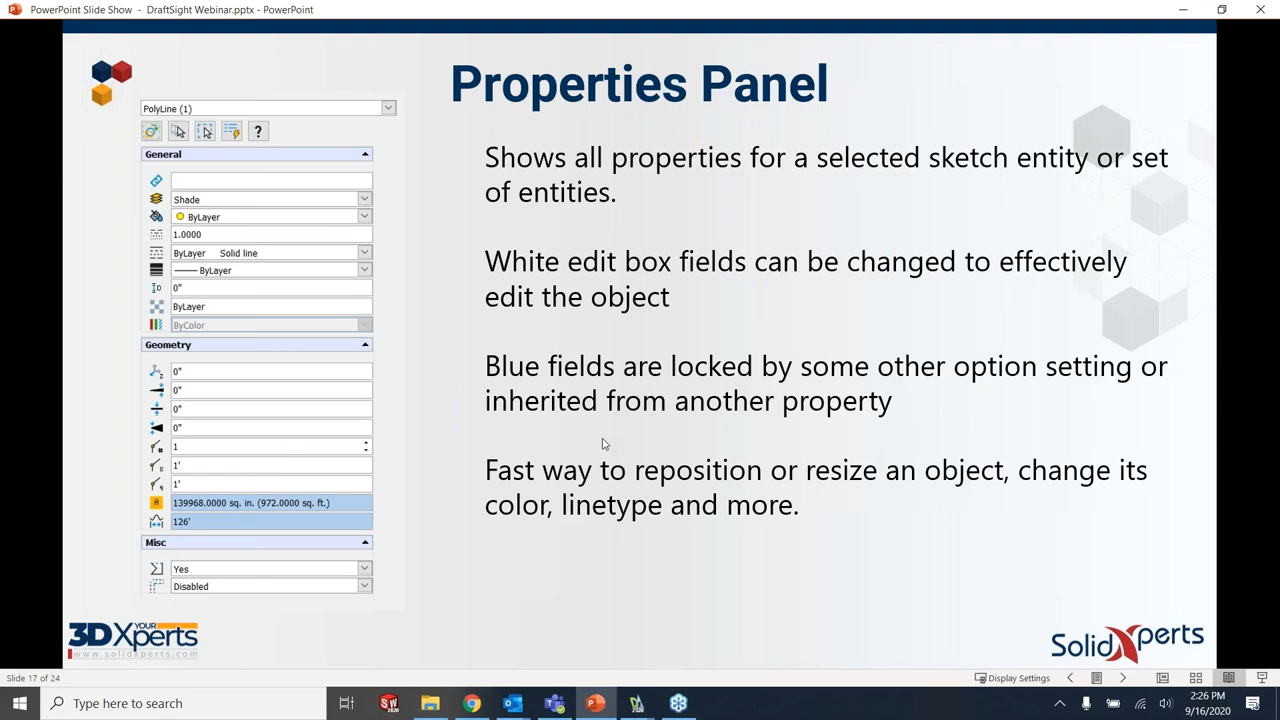 PowerPoint Slide Show - DraftSight Webinar.pptx - PowerPoint
Properties Panel
PolyLine (1)
?
General
Shade
ByLayer
1.0000
ByLayer Solid line
ByLayer
0"
ByLayer
ByColor
Geometry
0"
0"
0"
0"
1
1'
1'
A 139968.0000 sq. in. (972.0000 sq. ft.)
126'
Misc
Yes
Disabled
Shows all properties for a selected sketch entity or set
of entities.
White edit box fields can be changed to effectively
edit the object
Blue fields are locked by some other option setting or
inherited from another property
Fast way to reposition or resize an object, change its
color, linetype and more.
YOUR
3D Xperts
www.solidxperts.com
SolidXperts
Slide 17 of 24
Display Settings
Type here to search
SW
2020
2:26 PM
9/16/2020